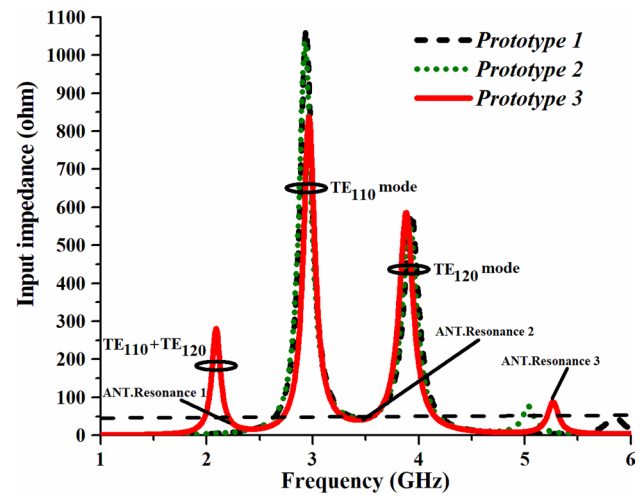 1100
1000
900
800
700
600
500
400
300
200
100
0
Input impedance (ohm)
Prototype 1
Prototype 2
Prototype 3
TE110 mode
TE120 mode
TE110+TE120
ANT.Resonance 1
ANT.Resonance 2
ANT.Resonance 3
1 2 3 4 5 6
Frequency (GHz)